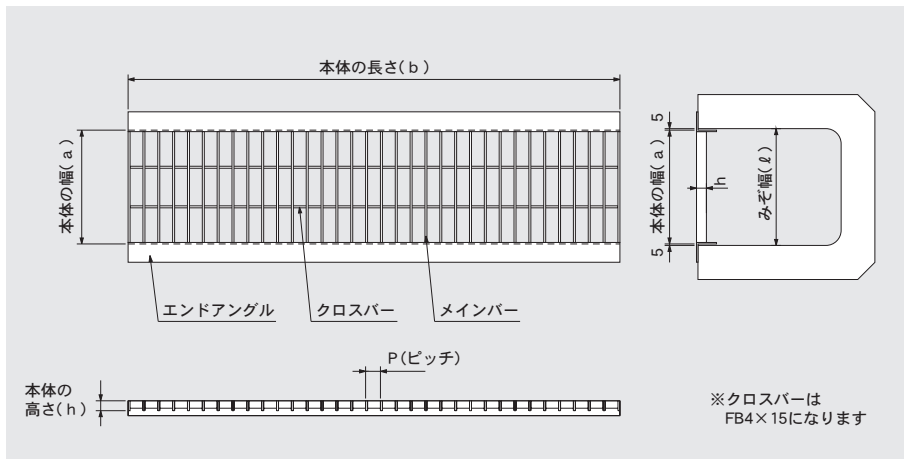 本体の長さ(b)
本体の幅(a)
エンドアングル
クロスバー
メインバー
5
本体の幅(a)
5
h
みぞ幅(ℓ)
P(ピッチ)
本体の
高さ(h)
※クロスバーは
FB4×15になります